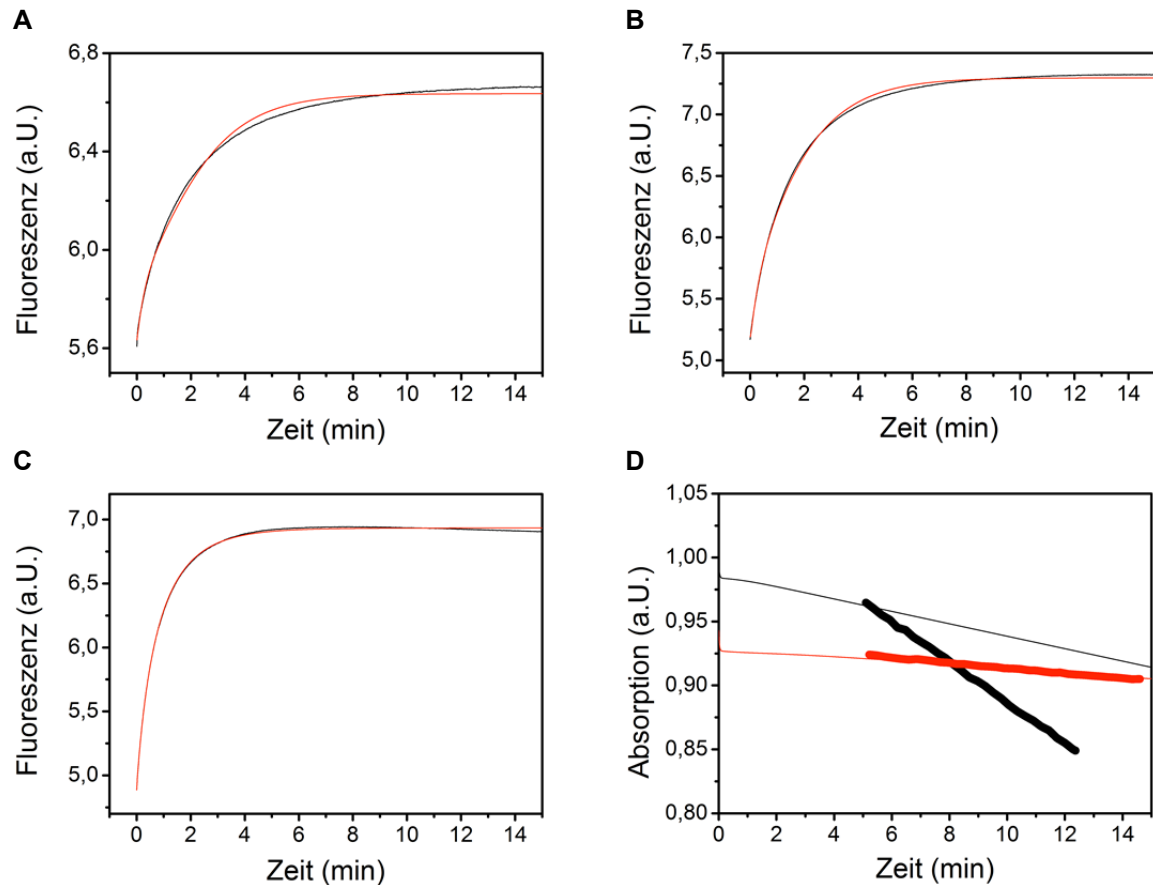 A
6,8
6,4
6,0
5,6
Fluoreszenz (a.U.)
0 2 4 6 8 10 12 14
Zeit (min)
B
7,5
7,0
6,5
6,0
5,5
5,0
Fluoreszenz (a.U.)
0 2 4 6 8 10 12 14
Zeit (min)
C
7,0
6,5
6,0
5,5
5,0
Fluoreszenz (a.U.)
0 2 4 6 8 10 12 14
Zeit (min)
D
1,05
1,00
0,95
0,90
0,85
0,80
Absorption (a.U.)
0 2 4 6 8 10 12 14
Zeit (min)